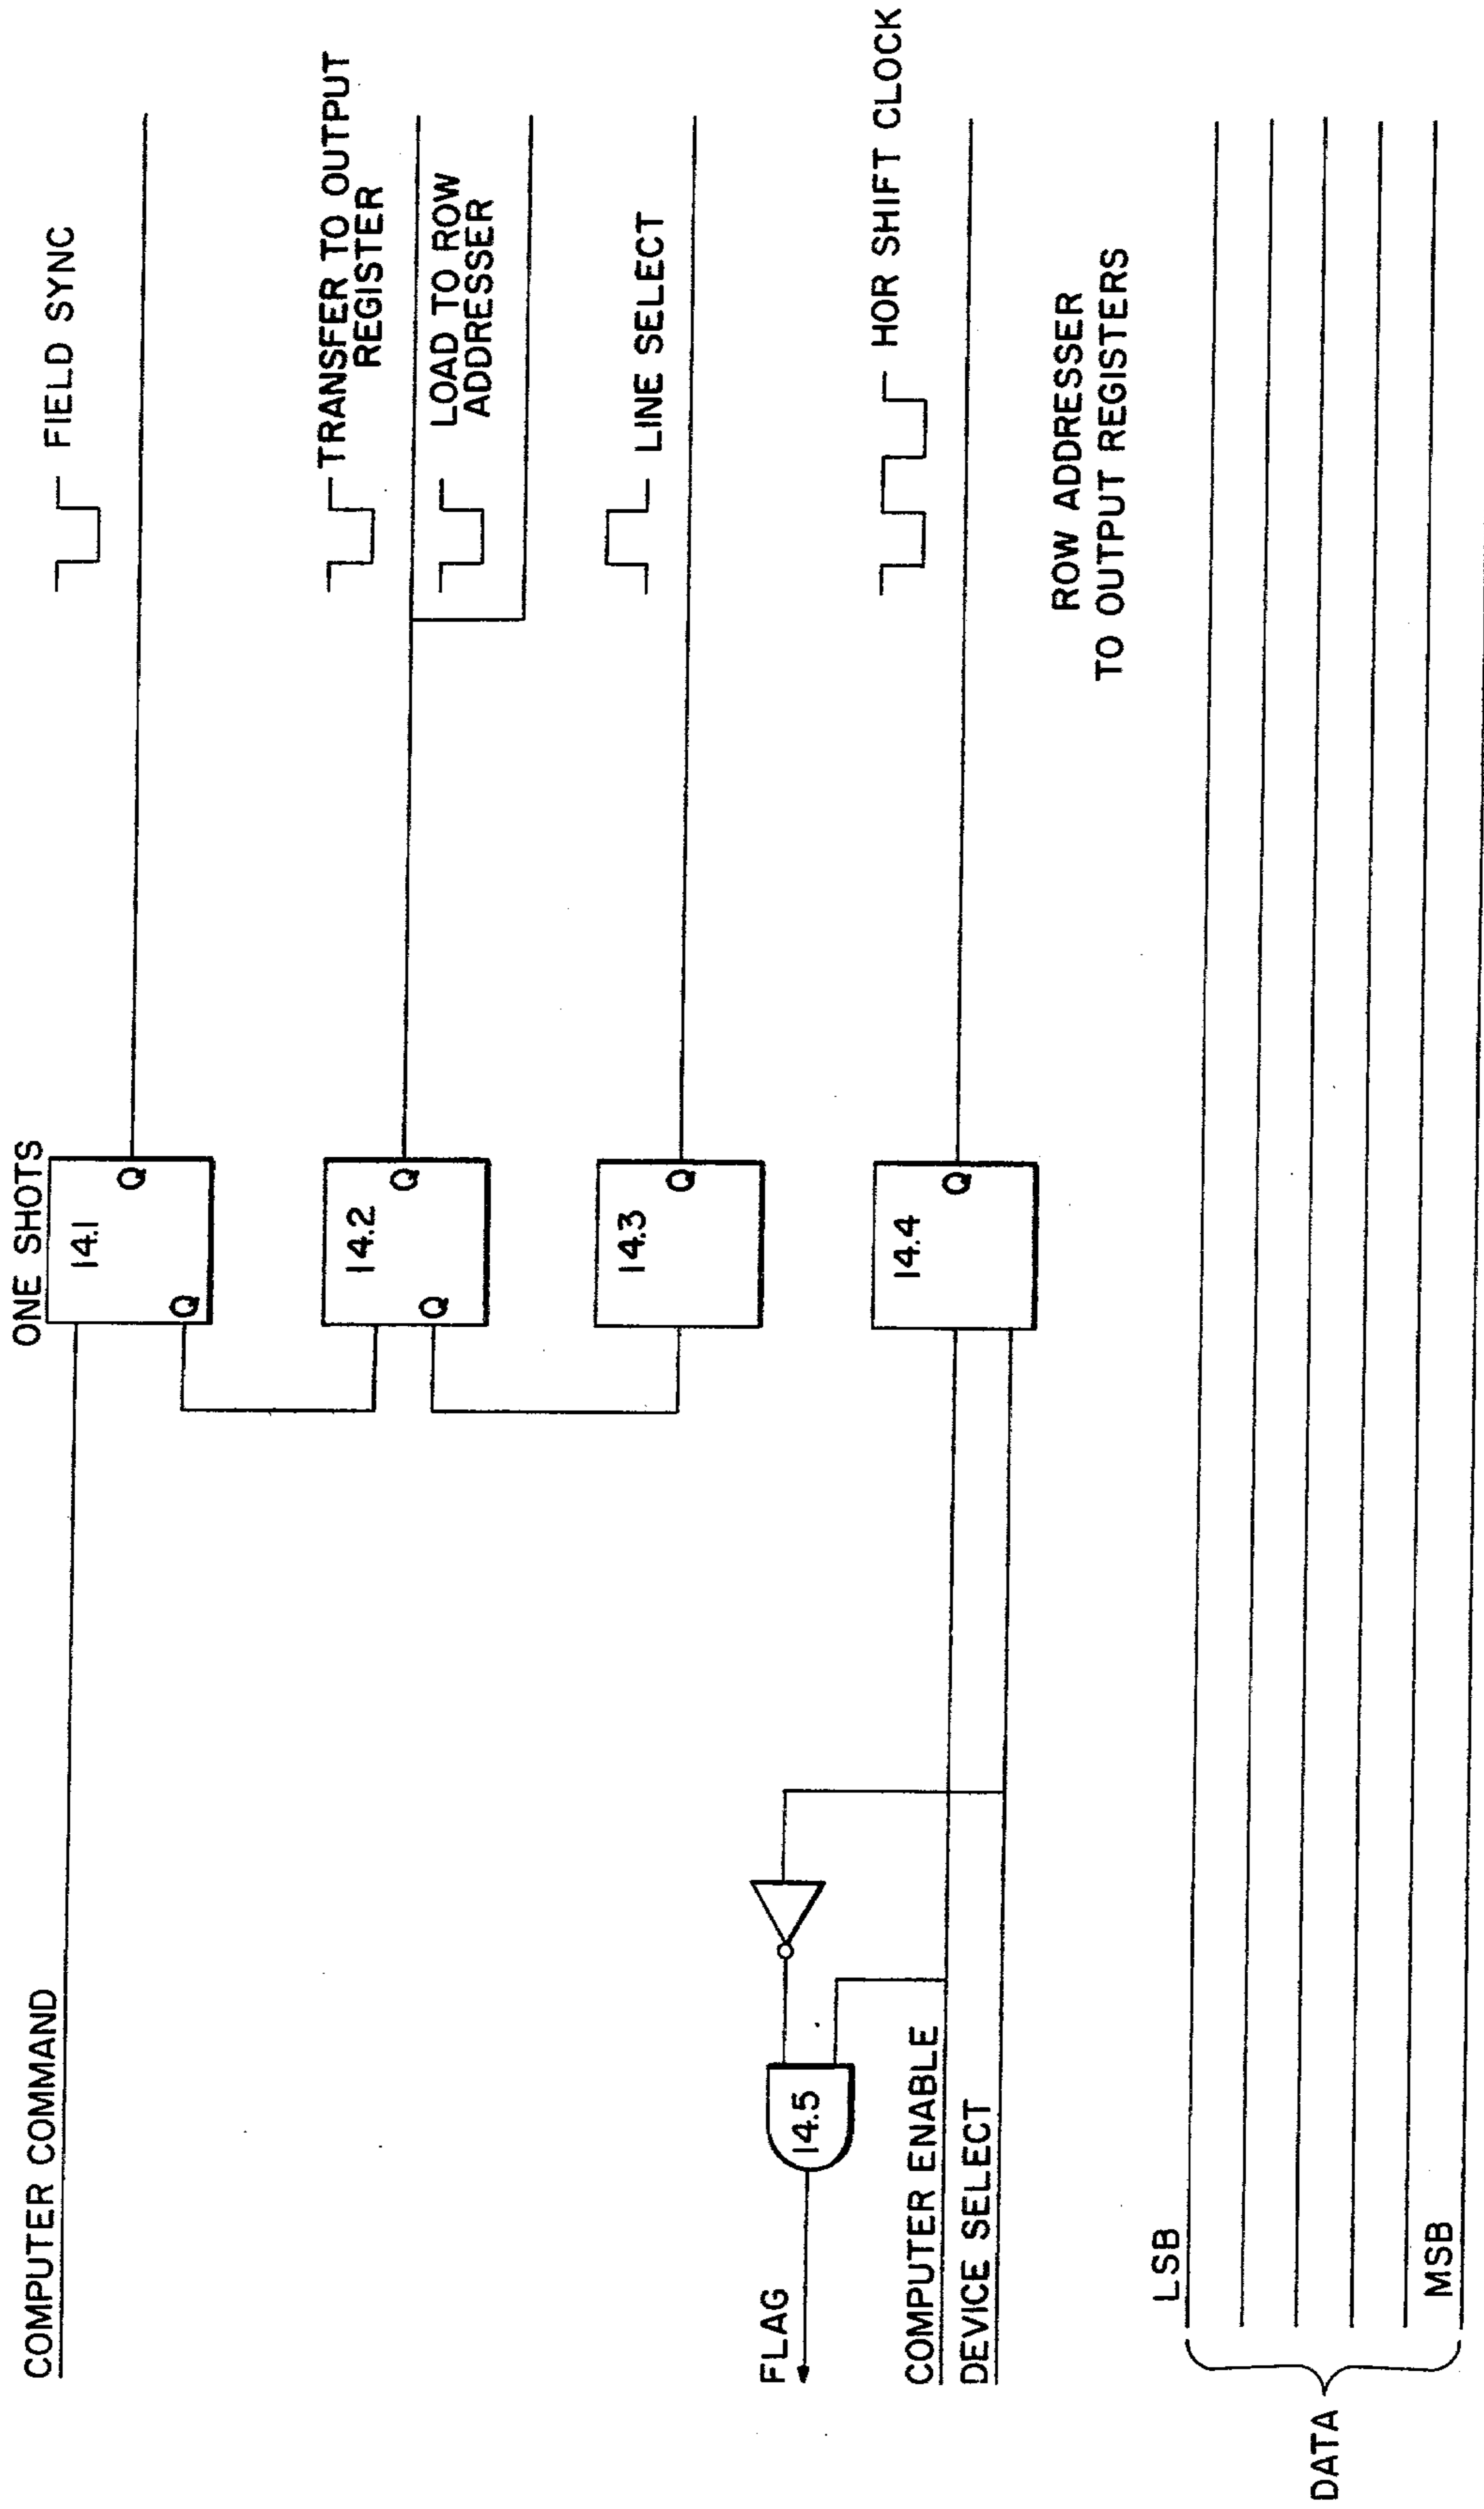 ONE SHOTS
COMPUTER COMMAND
14.1
Q
Q
FIELD SYNC
14.2
Q
Q
TRANSFER TO OUTPUT
REGISTER
LOAD TO ROW
ADDRESSER
14.3
Q
LINE SELECT
FLAG
14.5
14.4
Q
HOR SHIFT CLOCK
COMPUTER ENABLE
DEVICE SELECT
ROW ADDRESSER
TO OUTPUT REGISTERS
LSB
DATA
MSB